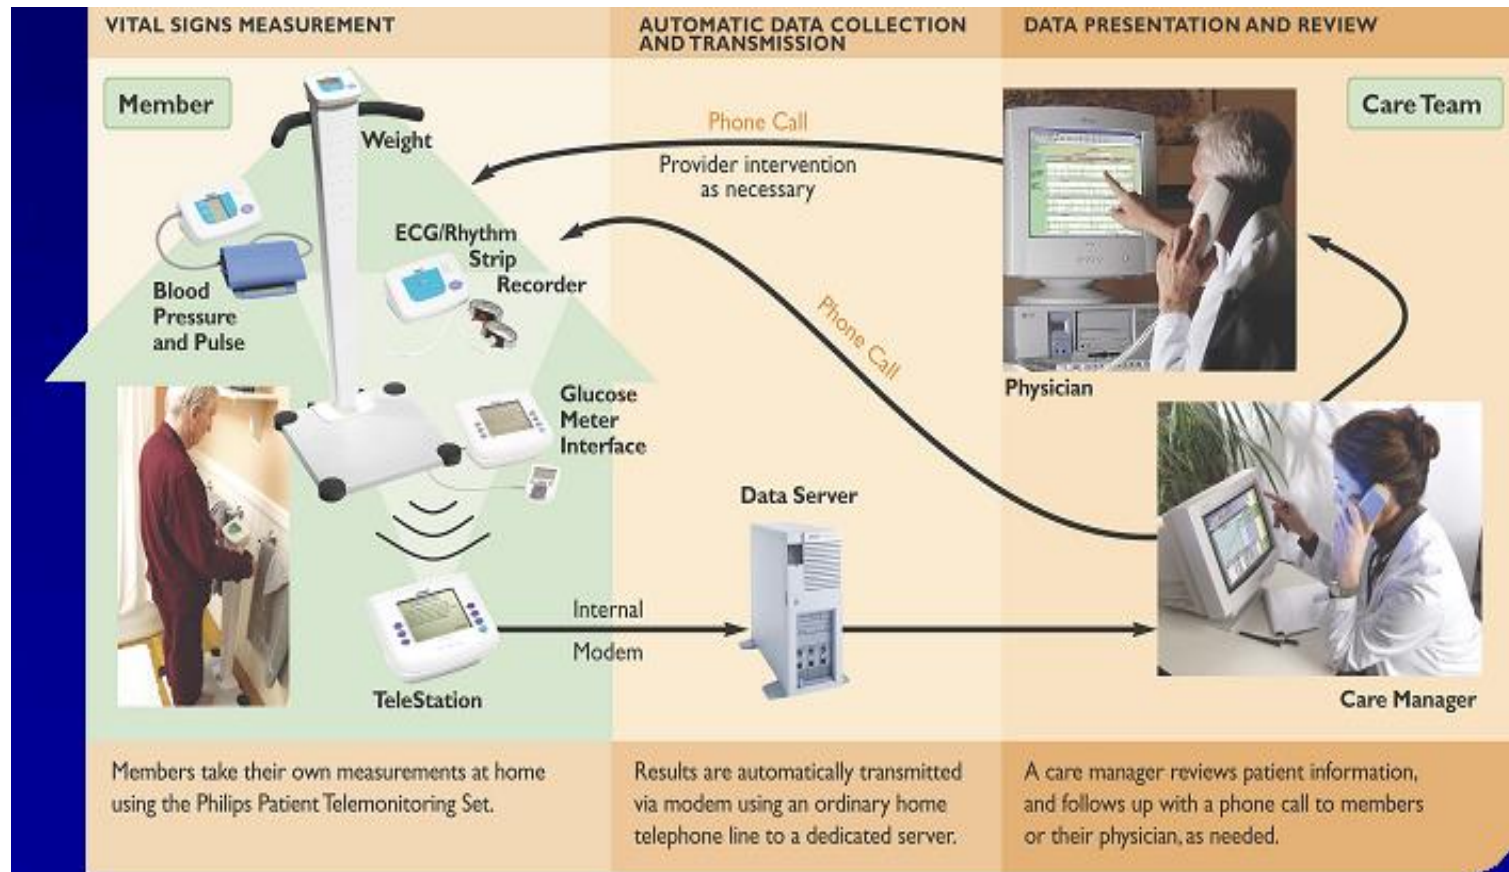 VITAL SIGNS MEASUREMENT
AUTOMATIC DATA COLLECTION
AND TRANSMISSION
DATA PRESENTATION AND REVIEW
Member
Care Team
Weight
Phone Call
Provider intervention
as necessary
ECG/Rhythm
Strip
Recorder
Blood
Pressure
and Pulse
Phone Call
Physician
Glucose
Meter
Interface
Data Server
Internal
Modem
TeleStation
Care Manager
Members take their own measurements at home
using the Philips Patient Telemonitoring Set.
Results are automatically transmitted
via modem using an ordinary home
telephone line to a dedicated server.
A care manager reviews patient information,
and follows up with a phone call to members
or their physician, as needed.